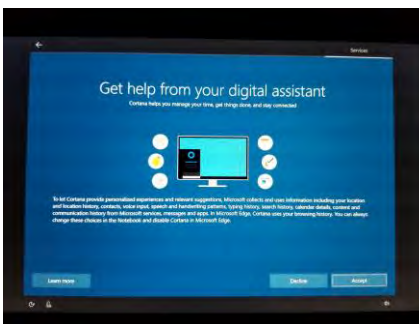 Services
Get help from your digital assistant
Cortana helps you manage your time, get things done, and stay connected
To let Cortana provide personalized experiences and relevant suggestions, Microsoft collects and uses information including your location
and location history, contacts, voice input, speech and handwriting patterns, typing history, search history, calendar details, content and
communication history from Microsoft services, messages and apps. In Microsoft Edge, Cortana uses your browsing history. You can always
change these choices in the Notebook and disable Cortana in Microsoft Edge.
Learn more
Decline
Accept